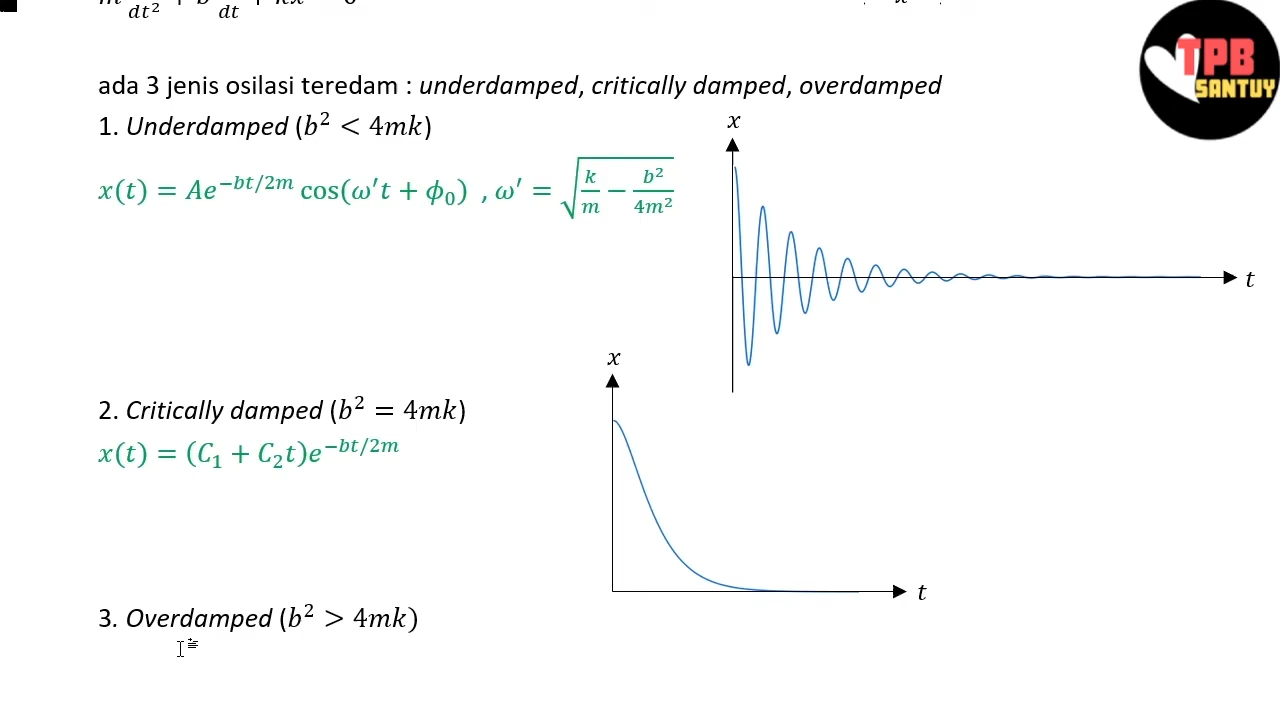 ada 3 jenis osilasi teredam : underdamped, critically damped, overdamped
1. Underdamped (b² < 4mk)
x(t) = Ae^{-bt/2m} cos(ω't + ϕ₀) , ω' = √(k/m − b²/4m²)
x
t
2. Critically damped (b² = 4mk)
x(t) = (C₁ + C₂t)e^{-bt/2m}
x
t
3. Overdamped (b² > 4mk)
TPB
SANTUY